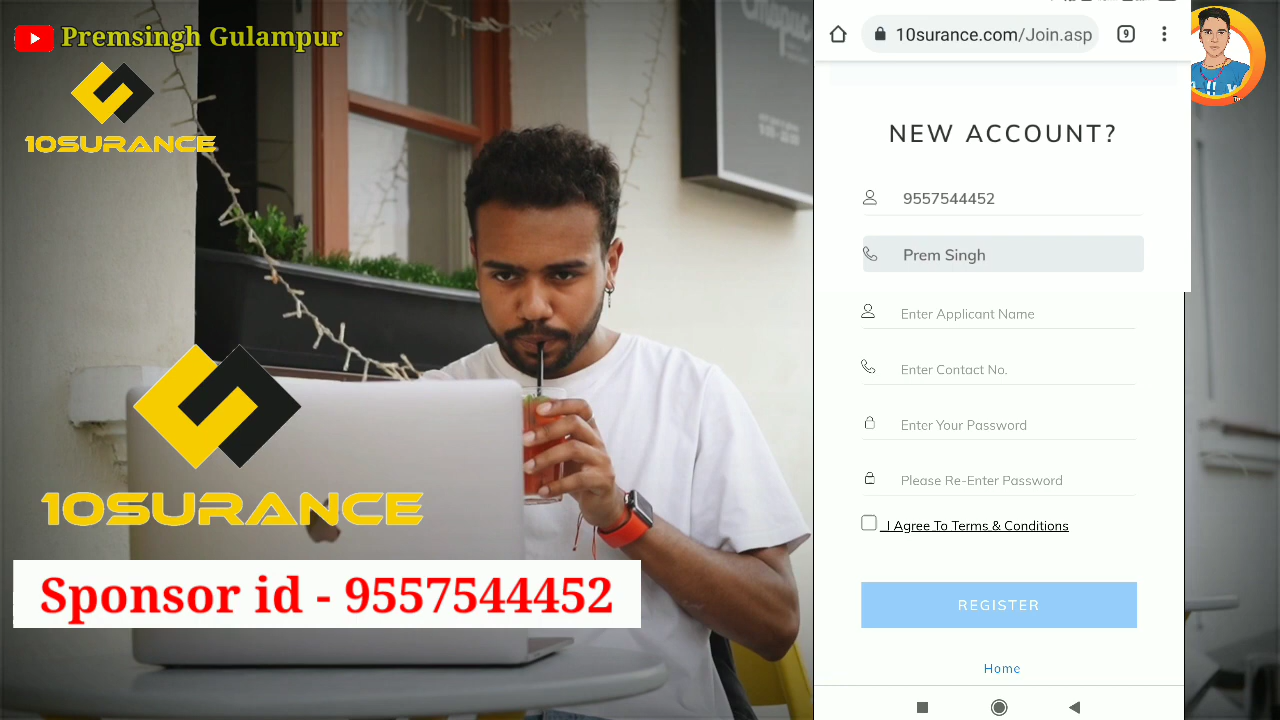 Premsingh Gulampur
10SURANCE
10SURANCE
Sponsor id - 9557544452
10surance.com/Join.asp
9
NEW ACCOUNT?
9557544452
Prem Singh
Enter Applicant Name
Enter Contact No.
Enter Your Password
Please Re-Enter Password
I Agree To Terms & Conditions
REGISTER
Home